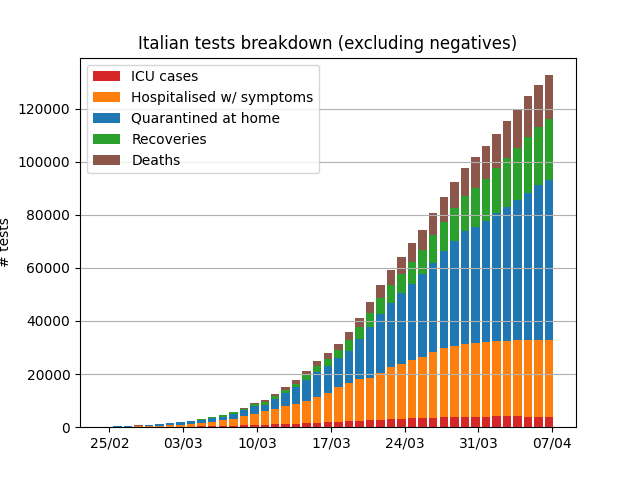 Italian tests breakdown (excluding negatives)
ICU cases
Hospitalised w/ symptoms
Quarantined at home
Recoveries
Deaths
120000
100000
80000
60000
40000
20000
0
# tests
25/02 03/03 10/03 17/03 24/03 31/03 07/04